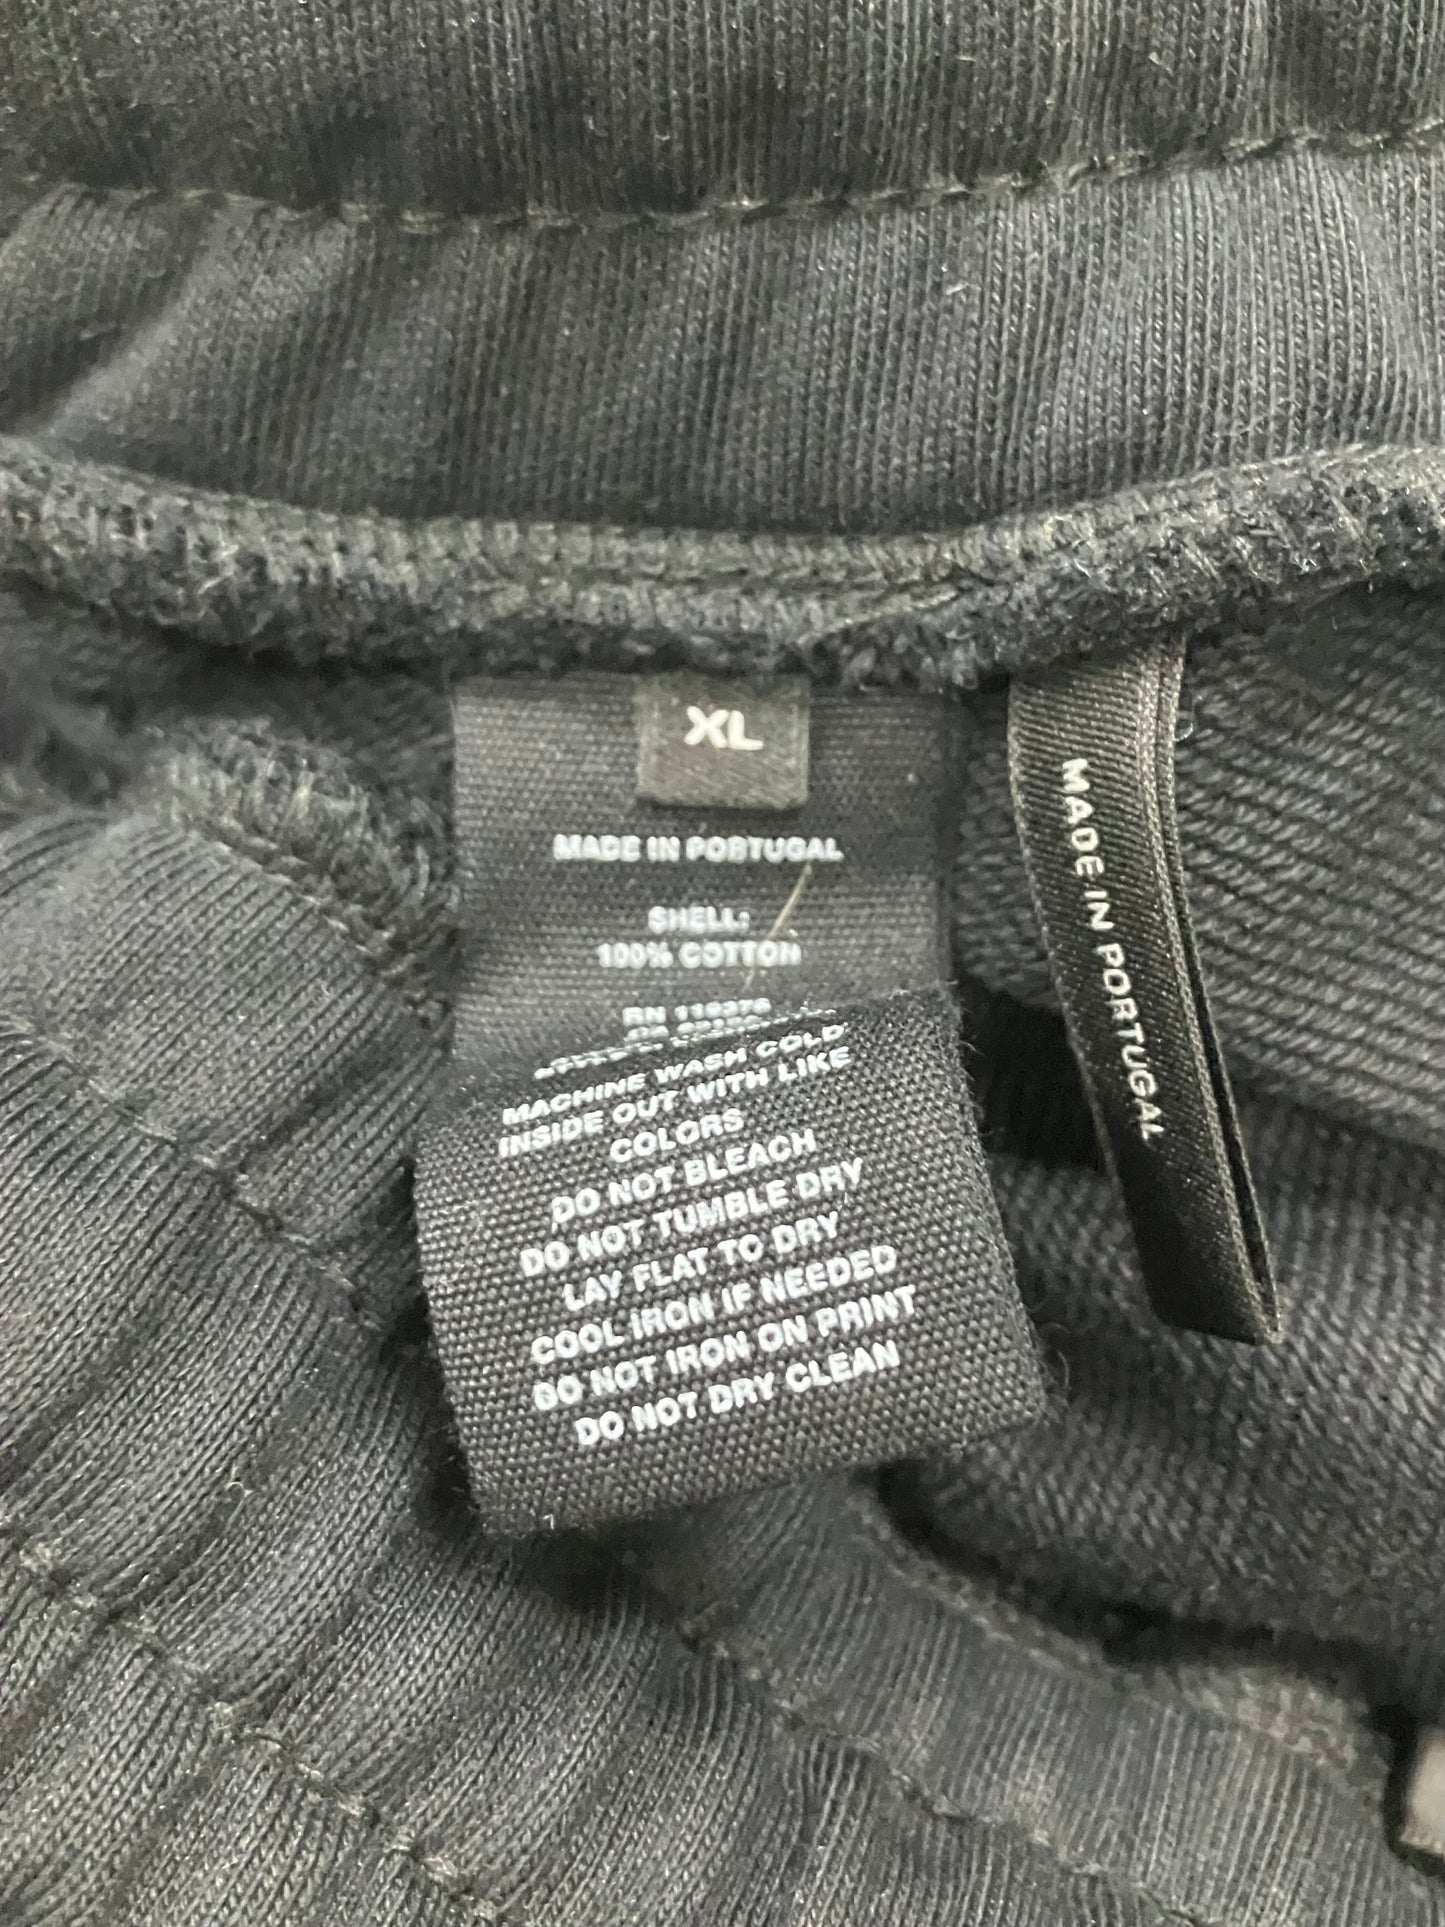 XL
MADE IN PORTUGAL
SHELL:
100% COTTON
RN 118376
MACHINE WASH COLD
INSIDE OUT WITH LIKE
COLORS
DO NOT BLEACH
DO NOT TUMBLE DRY
LAY FLAT TO DRY
COOL IRON IF NEEDED
DO NOT IRON ON PRINT
DO NOT DRY CLEAN
MADE IN PORTUGAL